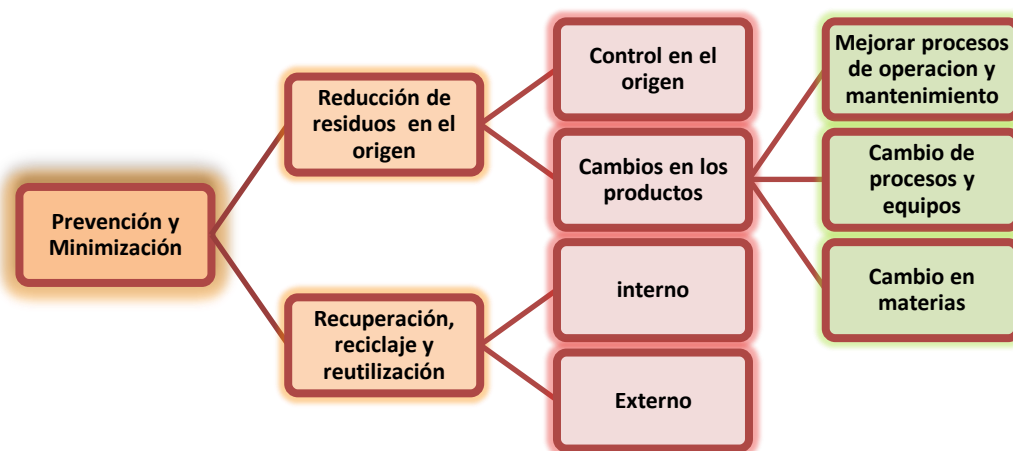 Prevención y
Minimización
Reducción de
residuos en el
origen
Recuperación,
reciclaje y
reutilización
Control en el
origen
Cambios en los
productos
interno
Externo
Mejorar procesos
de operacion y
mantenimiento
Cambio de
procesos y
equipos
Cambio en
materias